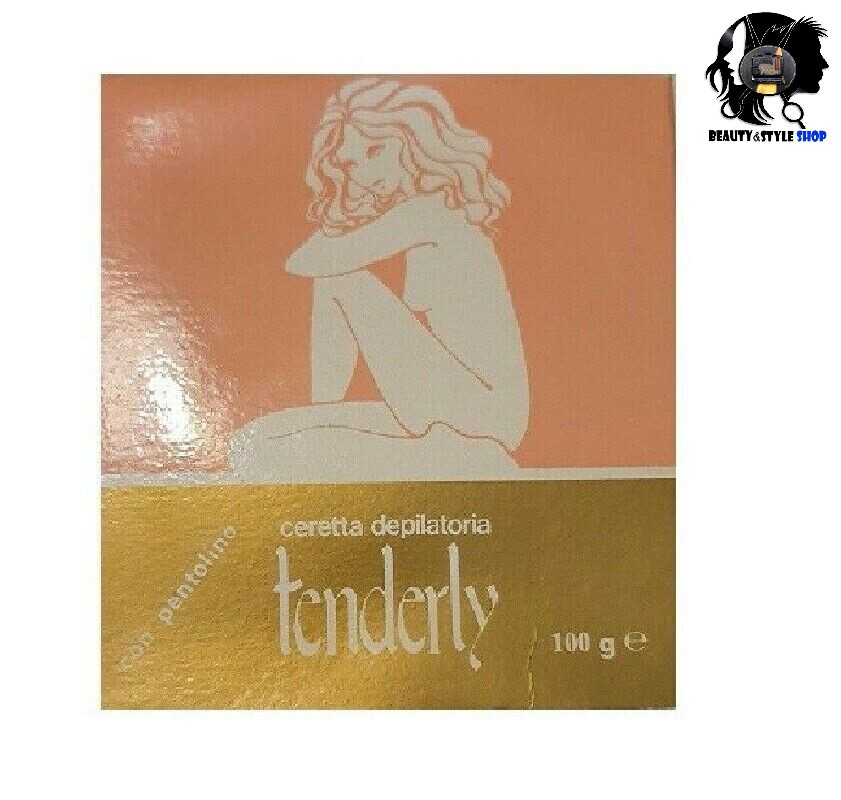 BEAUTY&STYLE SHOP
ceretta depilatoria
tenderly
con pentolino
100 g ℮